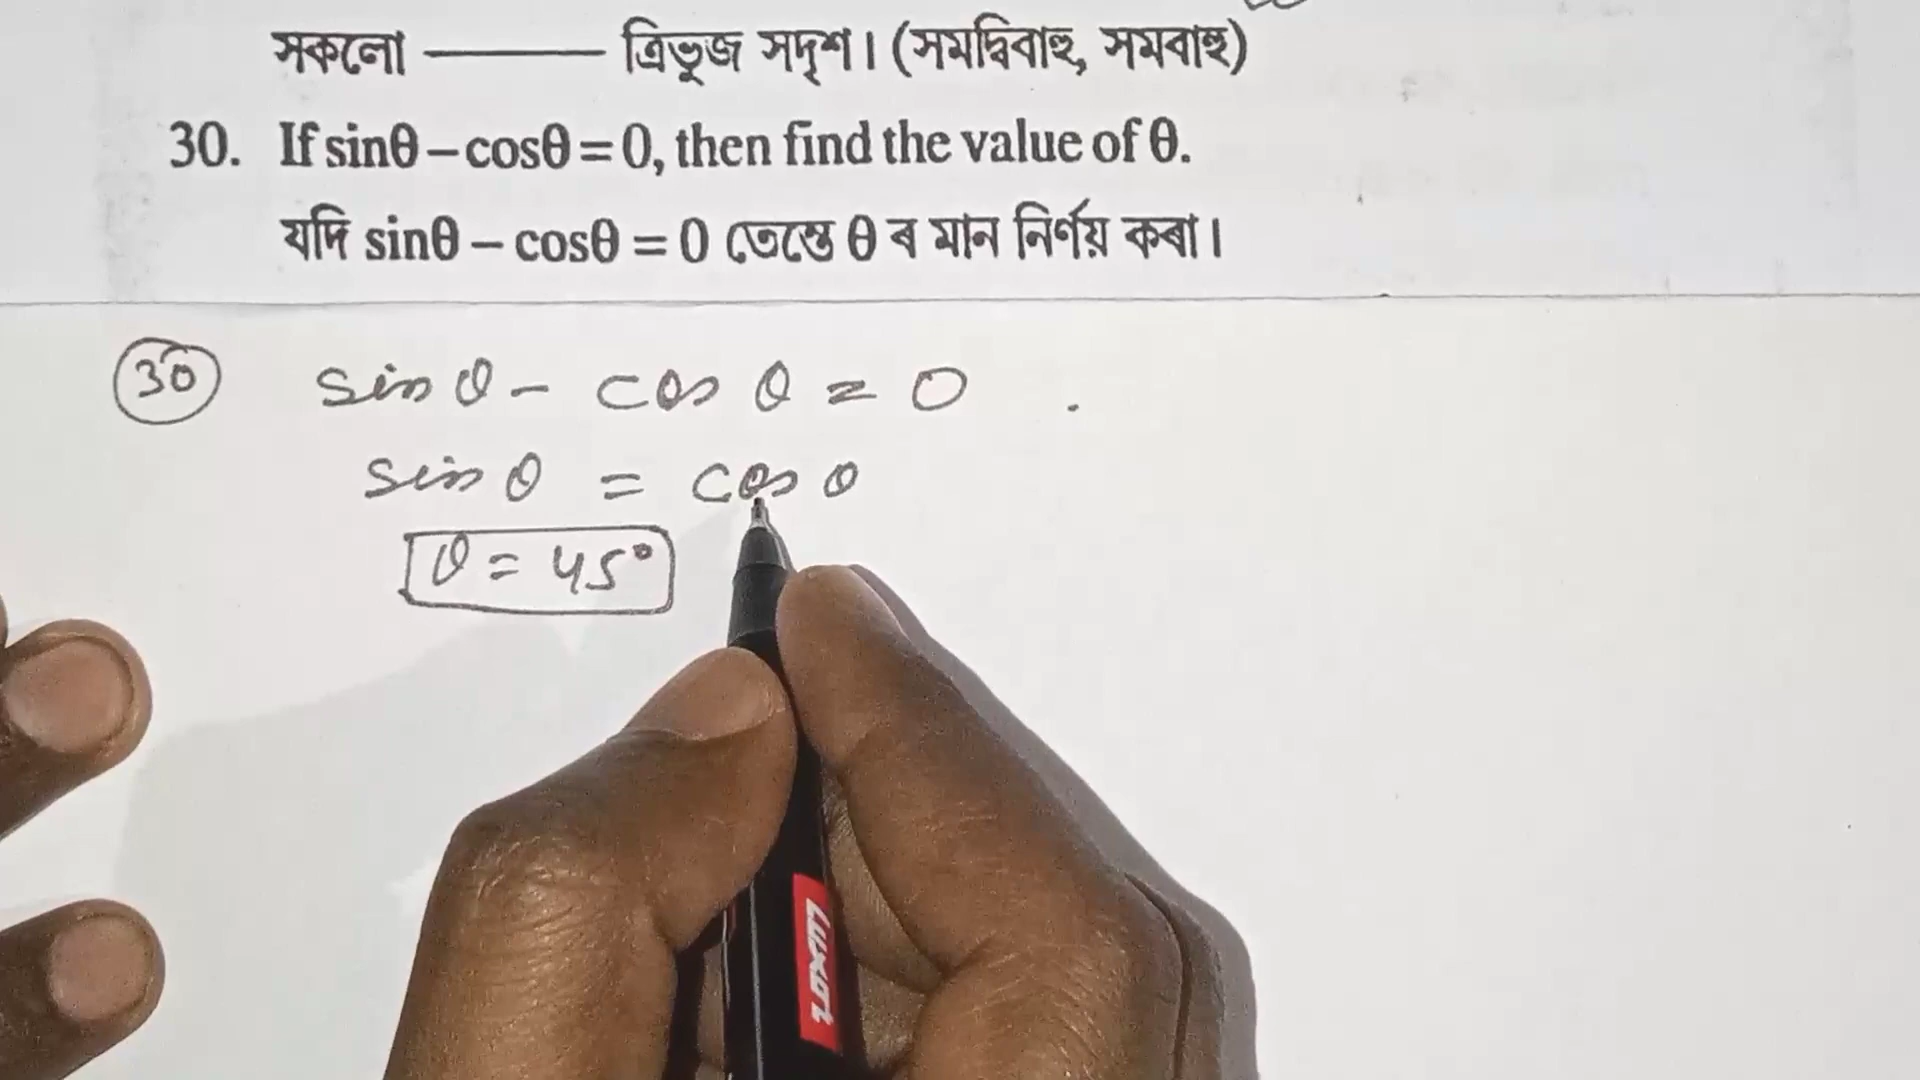 সকলো ——— ত্রিভুজ সদৃশ। (সমদ্বিবাহু, সমবাহু)
30. If sinθ – cosθ = 0, then find the value of θ.
যদি sinθ – cosθ = 0 তেন্তে θ ৰ মান নিৰ্ণয় কৰা।
30 sin θ - cos θ = 0 .
sin θ = cos θ
θ = 45°
LUXOR